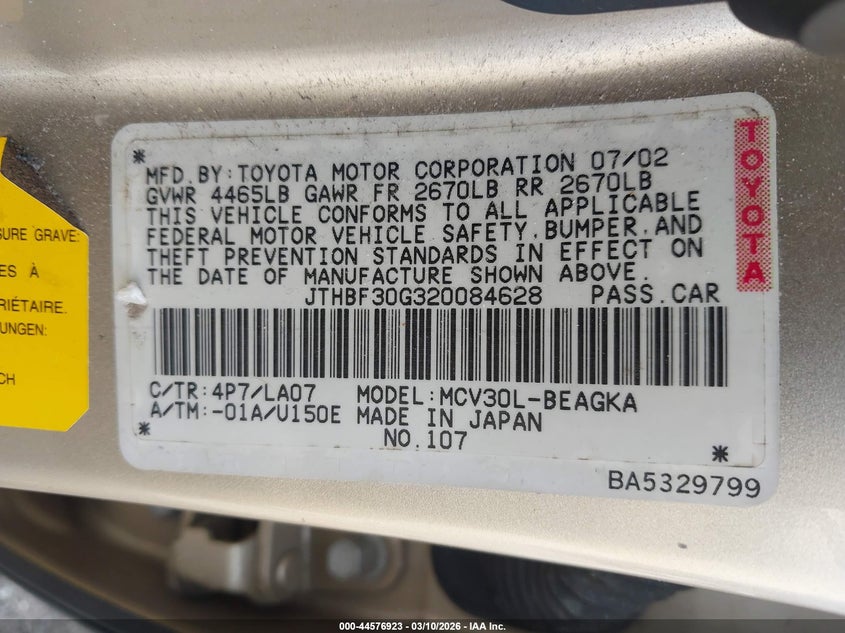 MFD.BY:TOYOTA MOTOR CORPORATION 07/02
GVWR 4465LB GAWR FR 2670LB RR 2670LB
THIS VEHICLE CONFORMS TO ALL APPLICABLE
FEDERAL MOTOR VEHICLE SAFETY,BUMPER,AND
THEFT PREVENTION STANDARDS IN EFFECT ON
THE DATE OF MANUFACTURE SHOWN ABOVE.
JTHBF30G320084628 PASS.CAR
C/TR:4P7/LA07 MODEL:MCV30L-BEAGKA
A/TM:-01A/U150E MADE IN JAPAN
NO.107
BA5329799
TOYOTA
SURE GRAVE:
ES À
RIÉTAIRE.
UNGEN:
CH
000-44576923 - 03/10/2026 - IAA Inc.